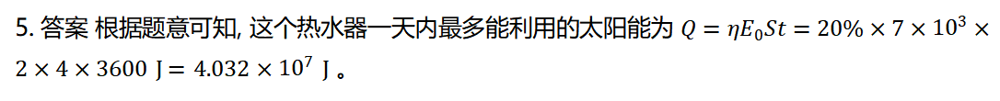 5. 答案 根据题意可知, 这个热水器一天内最多能利用的太阳能为 Q = ηE₀St = 20% × 7 × 10³ ×
2 × 4 × 3600 J = 4.032 × 10⁷ J 。